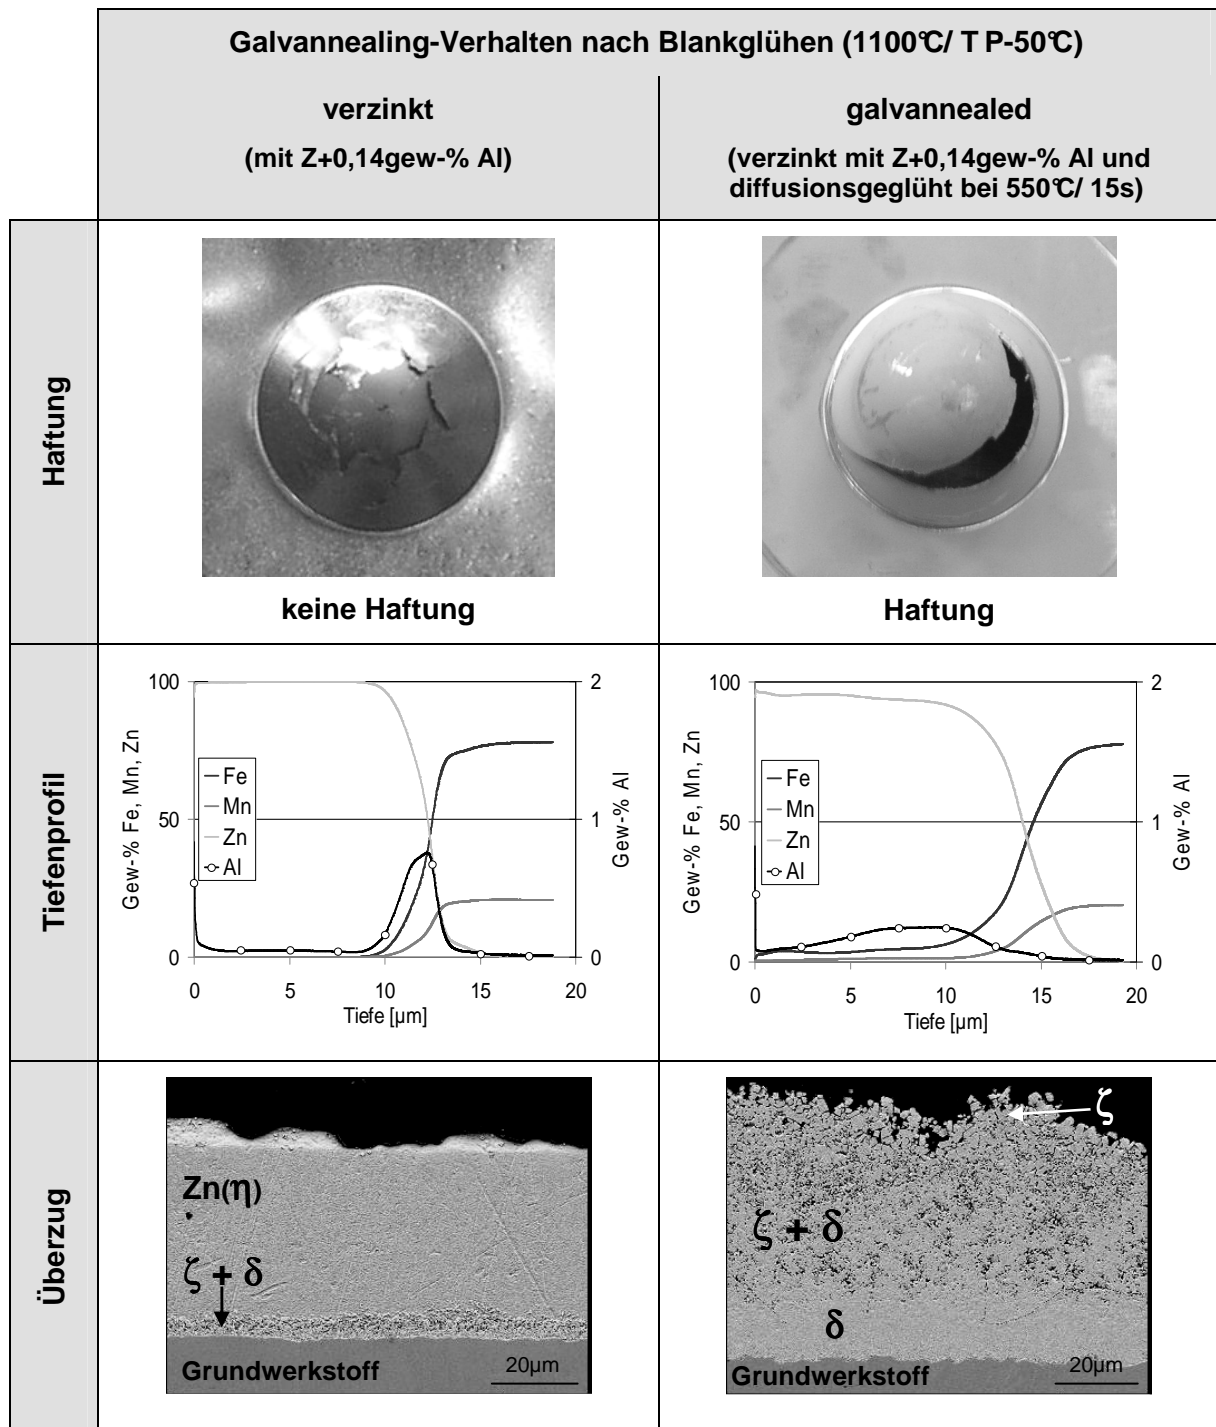 Galvannealing-Verhalten nach Blankglühen (1100°C/ T P-50°C)
verzinkt
(mit Z+0,14gew-% Al)
galvannealed
(verzinkt mit Z+0,14gew-% Al und
diffusionsgeglüht bei 550°C/ 15s)
Haftung
keine Haftung
Haftung
Tiefenprofil
Gew-% Fe, Mn, Zn
100
50
0
Fe
Mn
Zn
Al
2
1
0
Gew-% Al
0 5 10 15 20
Tiefe [µm]
Gew-% Fe, Mn, Zn
100
50
0
Fe
Mn
Zn
Al
2
1
0
Gew-% Al
0 5 10 15 20
Tiefe [µm]
Überzug
Zn(η)
ζ + δ
Grundwerkstoff
20µm
ζ
ζ + δ
δ
Grundwerkstoff
20µm